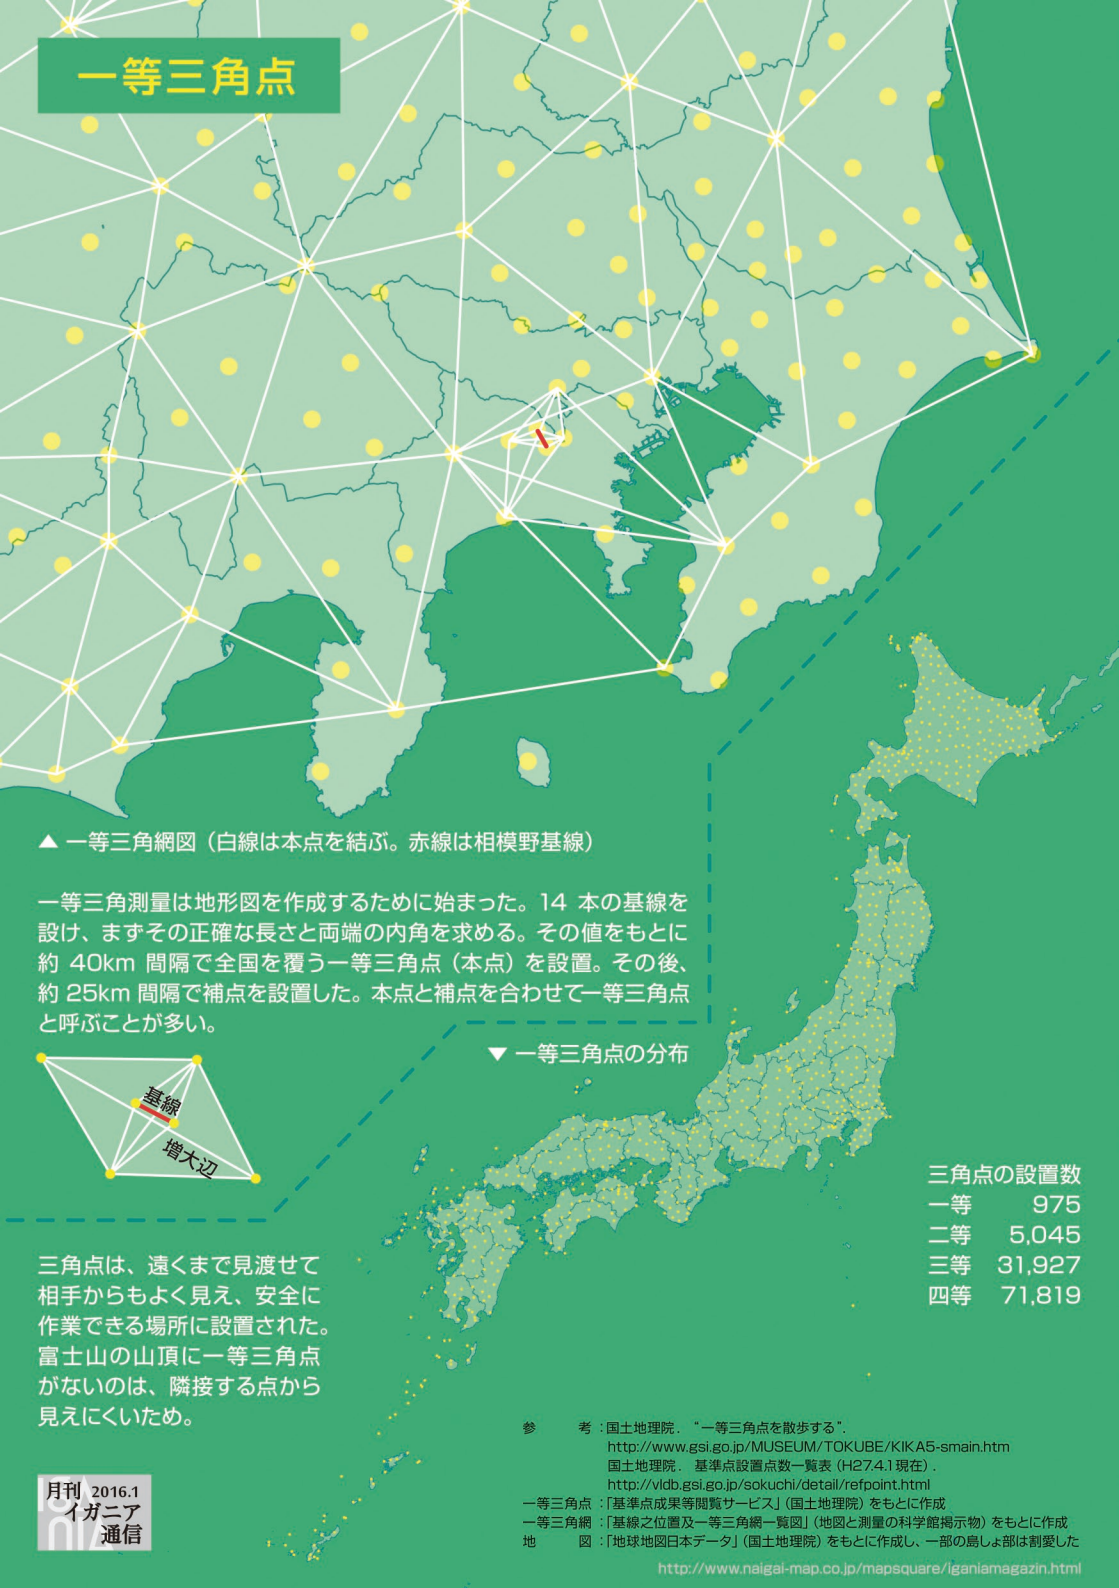 一等三角点
▲ 一等三角網図（白線は本点を結ぶ。赤線は相模野基線）
一等三角測量は地形図を作成するために始まった。14 本の基線を
設け、まずその正確な長さと両端の内角を求める。その値をもとに
約 40km 間隔で全国を覆う一等三角点（本点）を設置。その後、
約 25km 間隔で補点を設置した。本点と補点を合わせて一等三角点
と呼ぶことが多い。
▼ 一等三角点の分布
基線
増大辺
三角点の設置数
一等 975
二等 5,045
三等 31,927
四等 71,819
三角点は、遠くまで見渡せて
相手からもよく見え、安全に
作業できる場所に設置された。
富士山の山頂に一等三角点
がないのは、隣接する点から
見えにくいため。
参考：国土地理院．“一等三角点を散歩する”.
http://www.gsi.go.jp/MUSEUM/TOKUBE/KIKA5-smain.htm
国土地理院． 基準点設置点数一覧表（H27.4.1現在）.
http://vldb.gsi.go.jp/sokuchi/detail/refpoint.html
一等三角点：「基準点成果等閲覧サービス」（国土地理院）をもとに作成
一等三角網：「基線之位置及一等三角網一覧図」（地図と測量の科学館掲示物）をもとに作成
地図：「地球地図日本データ」（国土地理院）をもとに作成し、一部の島しょ部は割愛した
IGA
NIA
月刊 2016.1
イガニア
通信
http://www.naigai-map.co.jp/mapsquare/iganiamagazin.html